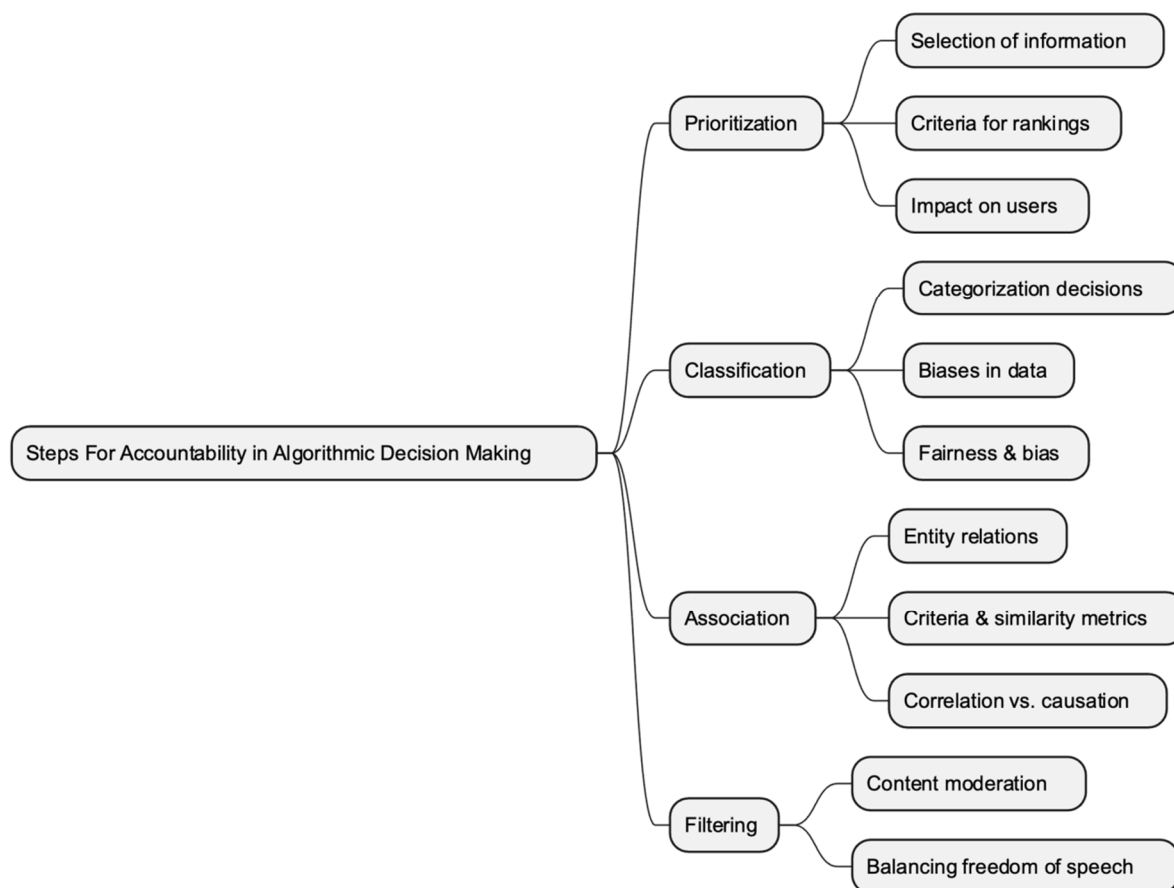 Steps For Accountability in Algorithmic Decision Making
Prioritization
Selection of information
Criteria for rankings
Impact on users
Classification
Categorization decisions
Biases in data
Fairness & bias
Association
Entity relations
Criteria & similarity metrics
Correlation vs. causation
Filtering
Content moderation
Balancing freedom of speech